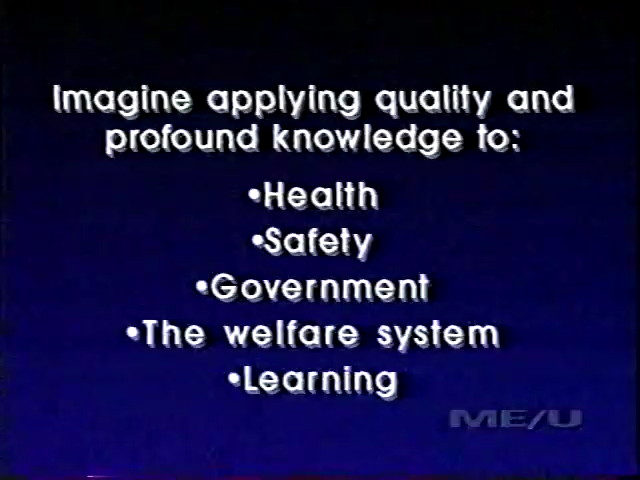 Imagine applying quality and
profound knowledge to:
•Health
•Safety
•Government
•The welfare system
•Learning
ME/U